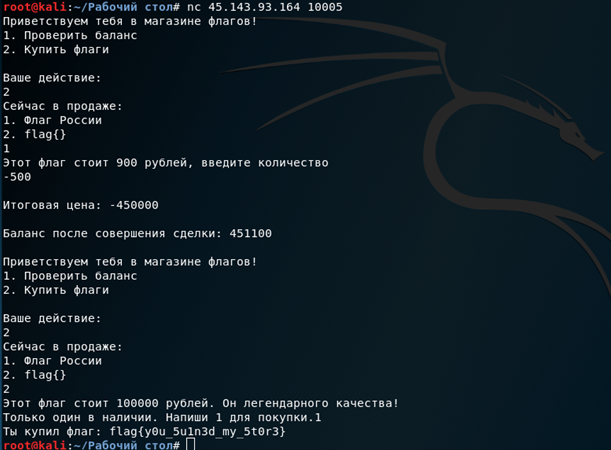 root@kali:~/Рабочий стол# nc 45.143.93.164 10005
Приветствуем тебя в магазине флагов!
1. Проверить баланс
2. Купить флаги
Ваше действие:
2
Сейчас в продаже:
1. Флаг России
2. flag{}
1
Этот флаг стоит 900 рублей, введите количество
-500
Итоговая цена: -450000
Баланс после совершения сделки: 451100
Приветствуем тебя в магазине флагов!
1. Проверить баланс
2. Купить флаги
Ваше действие:
2
Сейчас в продаже:
1. Флаг России
2. flag{}
2
Этот флаг стоит 100000 рублей. Он легендарного качества!
Только один в наличии. Напиши 1 для покупки.1
Ты купил флаг: flag{y0u_5u1n3d_my_5t0r3}
root@kali:~/Рабочий стол#